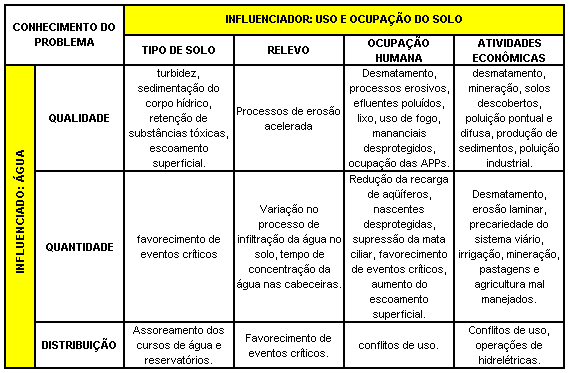 CONHECIMENTO DO
PROBLEMA
INFLUENCIADOR: USO E OCUPAÇÃO DO SOLO
TIPO DE SOLO
RELEVO
OCUPAÇÃO
HUMANA
ATIVIDADES
ECONÔMICAS
INFLUENCIADO: ÁGUA
QUALIDADE
turbidez,
sedimentação do
corpo hídrico,
retenção de
substâncias tóxicas,
escoamento
superficial.
Processos de erosão
acelerada
Desmatamento,
processos erosivos,
efluentes poluídos,
lixo, uso de fogo,
mananciais
desprotegidos,
ocupação das APPs.
desmatamento,
mineração, solos
descobertos,
poluição pontual e
difusa, produção de
sedimentos, poluição
industrial.
QUANTIDADE
favorecimento de
eventos críticos
Variação no
processo de
infiltração da água no
solo, tempo de
concentração da
água nas cabeceiras.
Redução da recarga
de aqüíferos,
nascentes
desprotegidas,
supressão da mata
ciliar, favorecimento
de eventos críticos,
aumento do
escoamento
superficial.
Desmatamento,
erosão laminar,
precariedade do
sistema viário,
irrigação, mineração,
pastagens e
agricultura mal
manejados.
DISTRIBUIÇÃO
Assoreamento dos
cursos de água e
reservatórios.
Favorecimento de
eventos críticos.
conflitos de uso.
Conflitos de uso,
operações de
hidrelétricas.